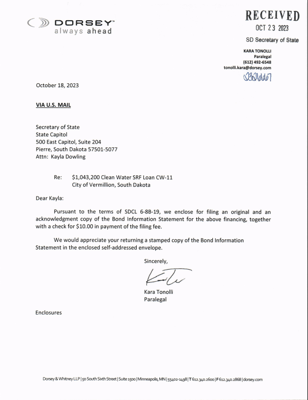 DORSEY
always ahead
RECEIVED
OCT 23 2023
SD Secretary of State
KARA TONOLLI
Paralegal
(612) 492-6548
tonolli.kara@dorsey.com
October 18, 2023
VIA U.S. MAIL
Secretary of State
State Capitol
500 East Capitol, Suite 204
Pierre, South Dakota 57501-5077
Attn: Kayla Dowling
Re: $1,043,200 Clean Water SRF Loan CW-11
City of Vermillion, South Dakota
Dear Kayla:
Pursuant to the terms of SDCL 6-8B-19, we enclose for filing an original and an
acknowledgment copy of the Bond Information Statement for the above financing, together
with a check for $10.00 in payment of the filing fee.
We would appreciate your returning a stamped copy of the Bond Information
Statement in the enclosed self-addressed envelope.
Sincerely,
Kara Tonolli
Paralegal
Enclosures
Dorsey & Whitney LLP | 50 South Sixth Street | Suite 1500 | Minneapolis, MN | 55402-1498 | T 612.340.2600 | F 612.340.2868 | dorsey.com